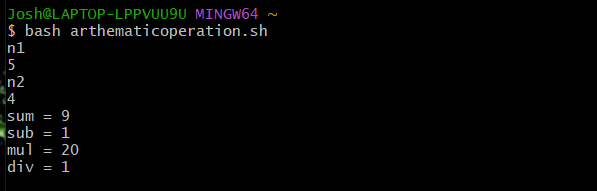 Josh@LAPTOP-LPPVUU9U MINGW64 ~
$ bash arthematicoperation.sh
n1
5
n2
4
sum = 9
sub = 1
mul = 20
div = 1